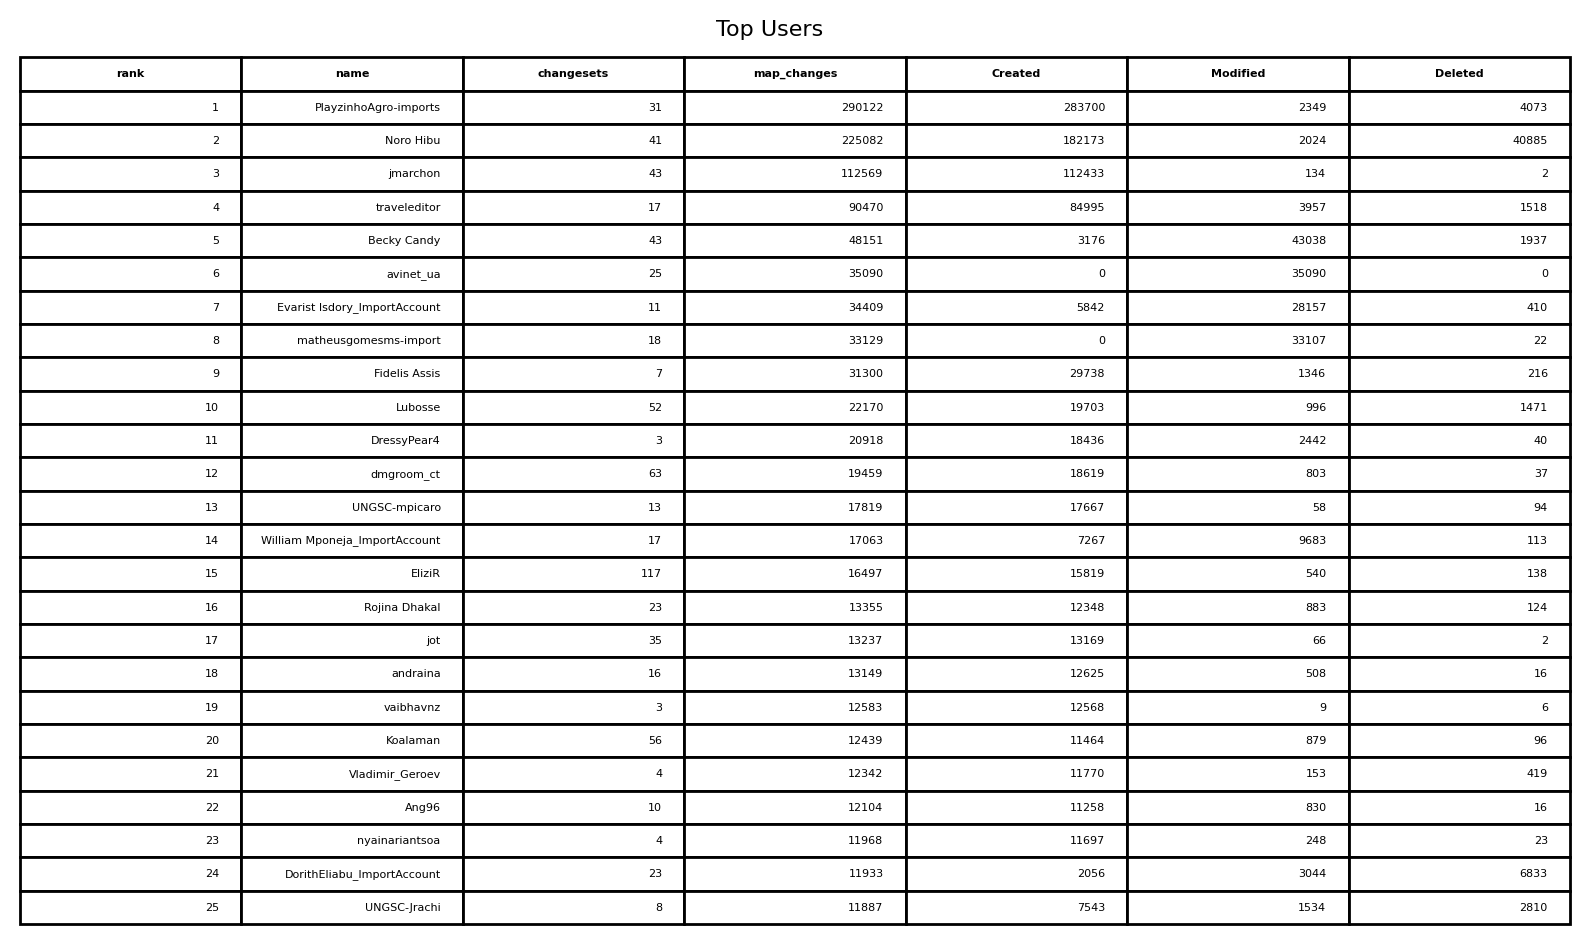 Top Users
rank name changesets map_changes Created Modified Deleted
1 PlayzinhoAgro-imports 31 290122 283700 2349 4073
2 Noro Hibu 41 225082 182173 2024 40885
3 jmarchon 43 112569 112433 134 2
4 traveleditor 17 90470 84995 3957 1518
5 Becky Candy 43 48151 3176 43038 1937
6 avinet_ua 25 35090 0 35090 0
7 Evarist Isdory_ImportAccount 11 34409 5842 28157 410
8 matheusgomesms-import 18 33129 0 33107 22
9 Fidelis Assis 7 31300 29738 1346 216
10 Lubosse 52 22170 19703 996 1471
11 DressyPear4 3 20918 18436 2442 40
12 dmgroom_ct 63 19459 18619 803 37
13 UNGSC-mpicaro 13 17819 17667 58 94
14 William Mponeja_ImportAccount 17 17063 7267 9683 113
15 EliziR 117 16497 15819 540 138
16 Rojina Dhakal 23 13355 12348 883 124
17 jot 35 13237 13169 66 2
18 andraina 16 13149 12625 508 16
19 vaibhavnz 3 12583 12568 9 6
20 Koalaman 56 12439 11464 879 96
21 Vladimir_Geroev 4 12342 11770 153 419
22 Ang96 10 12104 11258 830 16
23 nyainariantsoa 4 11968 11697 248 23
24 DorithEliabu_ImportAccount 23 11933 2056 3044 6833
25 UNGSC-Jrachi 8 11887 7543 1534 2810